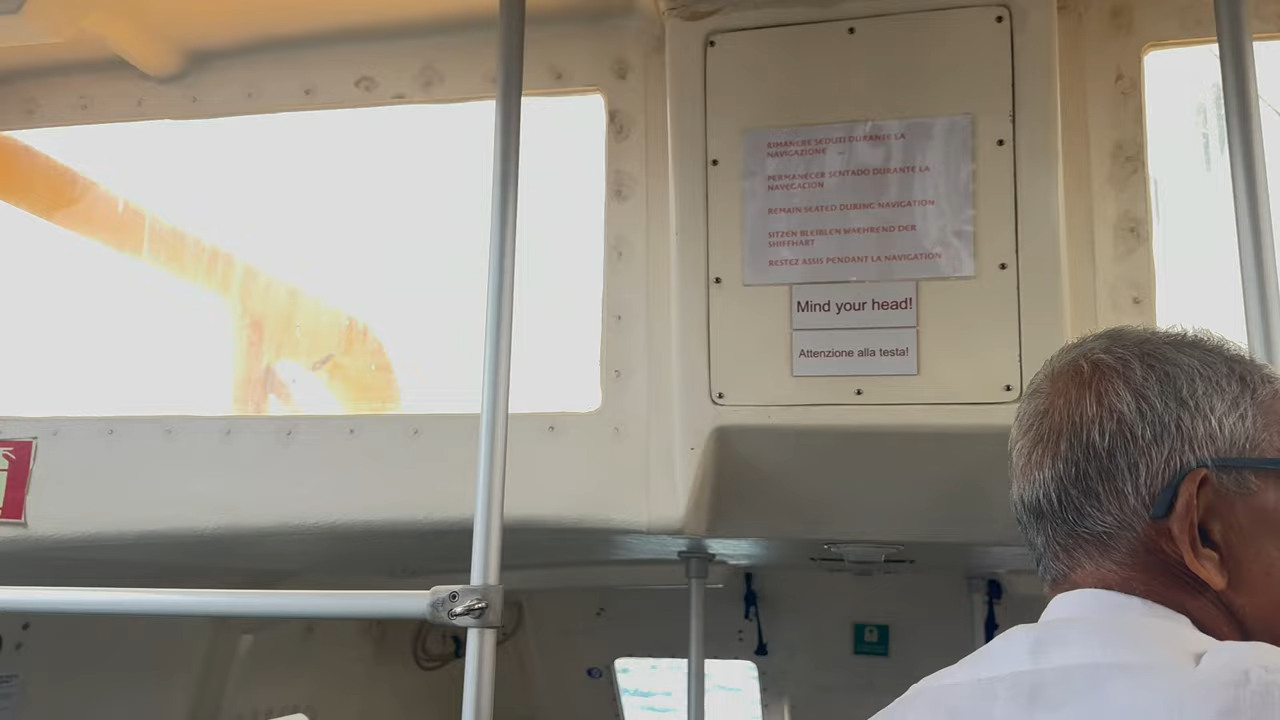 RIMANERE SEDUTI DURANTE LA
NAVIGAZIONE
PERMANECER SENTADO DURANTE LA
NAVEGACION
REMAIN SEATED DURING NAVIGATION
SITZEN BLEIBLEN WAEHREND DER
SHIFFHART
RESTEZ ASSIS PENDANT LA NAVIGATION
Mind your head!
Attenzione alla testa!